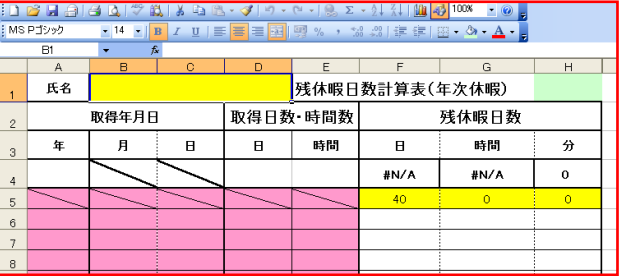 100%
MS Pゴシック 14 B I U
B1 fx
A B C D E F G H
1 氏名 残休暇日数計算表(年次休暇)
2 取得年月日 取得日数・時間数 残休暇日数
3 年 月 日 日 時間 日 時間 分
4 #N/A #N/A 0
5 40 0 0
6
7
8